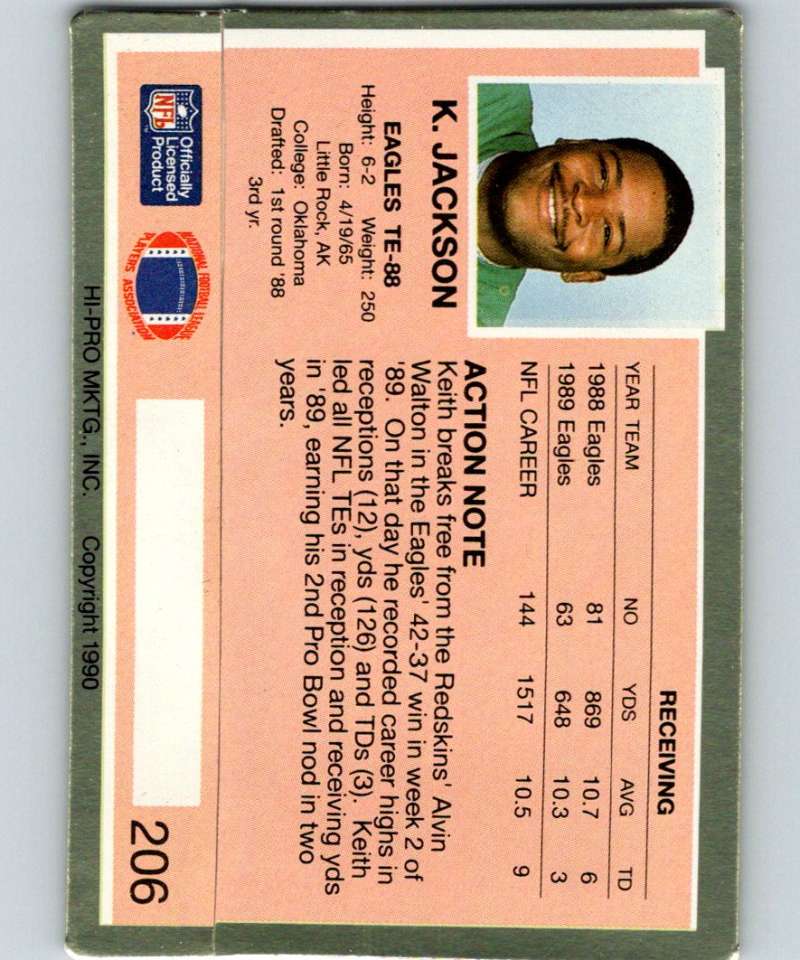 RECEIVING
YEAR TEAM NO YDS AVG TD
1988 Eagles 81 869 10.7 6
1989 Eagles 63 648 10.3 3
NFL CAREER 144 1517 10.5 9
K. JACKSON
EAGLES TE-88
Height: 6-2 Weight: 250
Born: 4/19/65
Little Rock, AK
College: Oklahoma
Drafted: 1st round '88
3rd yr.
ACTION NOTE
Keith breaks free from the Redskins' Alvin
Walton in the Eagles' 42-37 win in week 2 of
'89. On that day he recorded career highs in
receptions (12), yds (126) and TDs (3). Keith
led all NFL TEs in reception and receiving yds
in '89, earning his 2nd Pro Bowl nod in two
years.
NFL
TM
Officially
Licensed
Product
NATIONAL FOOTBALL LEAGUE
PLAYERS ASSOCIATION
206
HI-PRO MKTG., INC. Copyright 1990